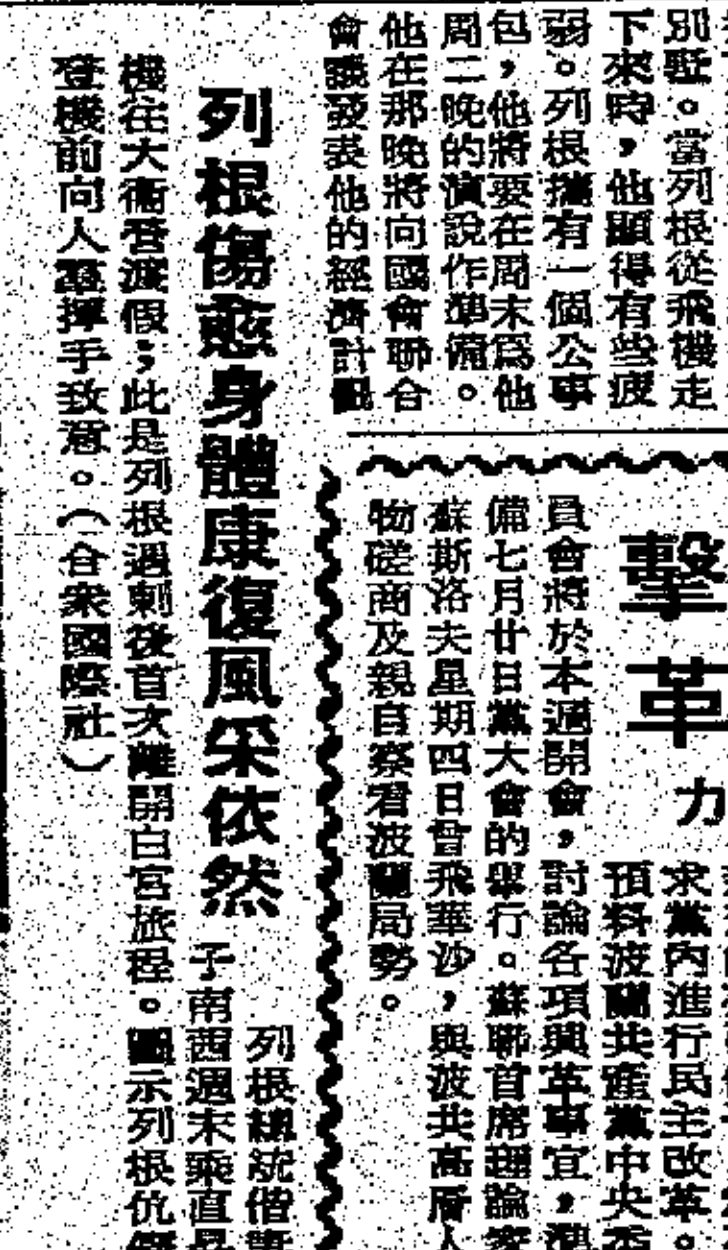 別墅。當列根從飛機走
下來時，他顯得有些疲
弱。列根攜有一個公事
包，他將要在周末爲他
周二晚的演說作準備。
他在那晚將向國會聯合
會議發表他的經濟計劃
擊革
力
求黨內進行民主改革。
預料波蘭共產黨中央委
員會將於本週開會，討論各項興革事宜，準
備七月廿日黨大會的舉行。蘇聯首席理論家
蘇斯洛夫星期四日曾飛華沙，與波共高層人
物磋商及親自察看波蘭局勢。
列根傷愈身體康復風采依然
列根總統偕
子南西週末乘直昇
機往大衛營渡假；此是列根遇刺後首次離開白宮旅程。圖示列根伉儷
登機前向人羣揮手致意。（合衆國際社）